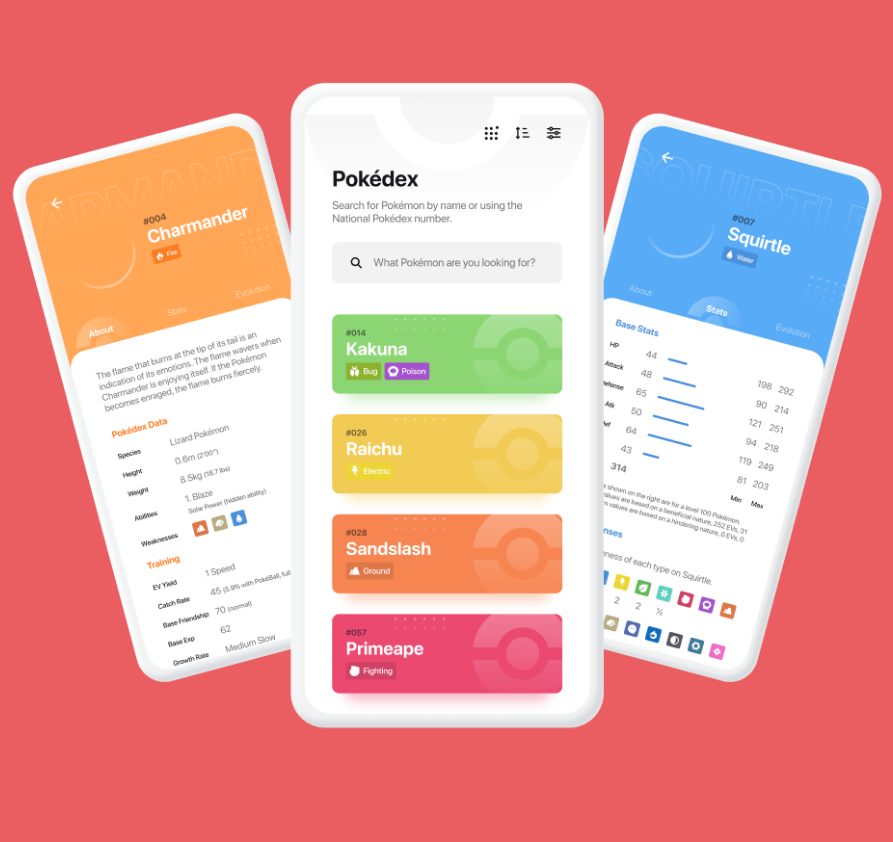 ARMAND
#004
Charmander
Fire
About
Stats
Evolution
The flame that burns at the tip of its tail is an
indication of its emotions. The flame wavers when
Charmander is enjoying itself. If the Pokémon
becomes enraged, the flame burns fiercely.
Pokédex Data
Species Lizard Pokémon
Height 0.6m (2'00")
Weight 8.5kg (18.7 lbs)
Abilities 1. Blaze
Solar Power (hidden ability)
Weaknesses
Training
EV Yield 1 Speed
Catch Rate 45 (5.9% with PokéBall, full
Base Friendship 70 (normal)
Base Exp 62
Growth Rate Medium Slow
Pokédex
Search for Pokémon by name or using the
National Pokédex number.
What Pokémon are you looking for?
#014
Kakuna
Bug Poison
#026
Raichu
Electric
#028
Sandslash
Ground
#057
Primeape
Fighting
SQUIRTLE
#007
Squirtle
Water
About
Stats
Evolution
Base Stats
HP 44 198 292
Attack 48 90 214
efense 65 121 251
Atk 50 94 218
Def 64 119 249
43 81 203
314 Min Max
shown on the right are for a level 100 Pokémon.
values are based on a beneficial nature, 252 EVs, 31
values are based on a hindering nature, 0 EVs, 0
enses
eness of each type on Squirtle.
2 2 ½